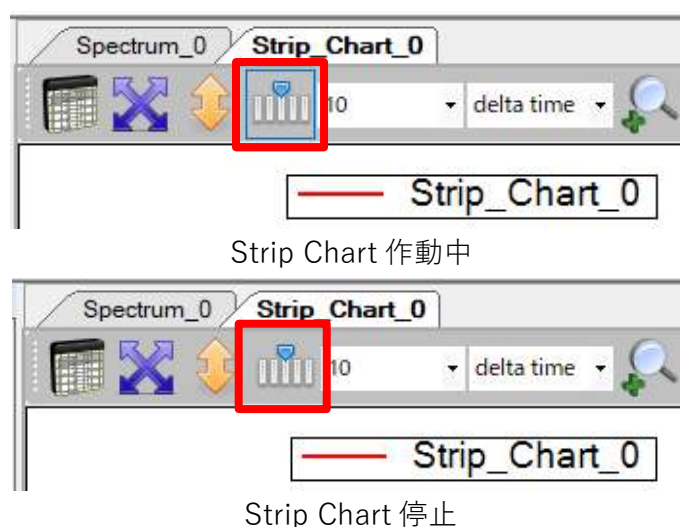 Spectrum_0 Strip_Chart_0
10 delta time
Strip_Chart_0
Strip Chart 作動中
Spectrum_0 Strip_Chart_0
10 delta time
Strip_Chart_0
Strip Chart 停止